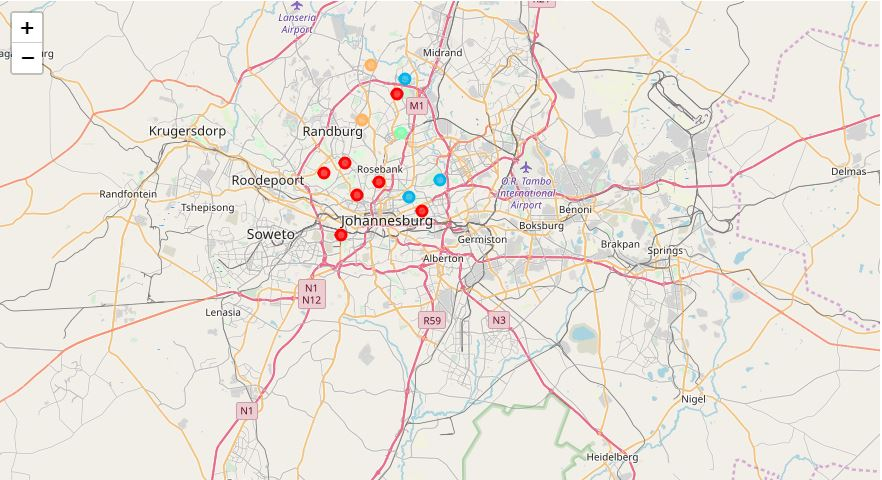 +
−
Lanseria
Airport
Midrand
M1
Krugersdorp
Randburg
Rosebank
Roodepoort
Randfontein
Tshepisong
O.R. Tambo
International
Airport
Delmas
Benoni
Johannesburg
Soweto
Boksburg
Germiston
Brakpan
Springs
Alberton
N1
N12
Lenasia
R59
N3
N1
Nigel
Heidelberg